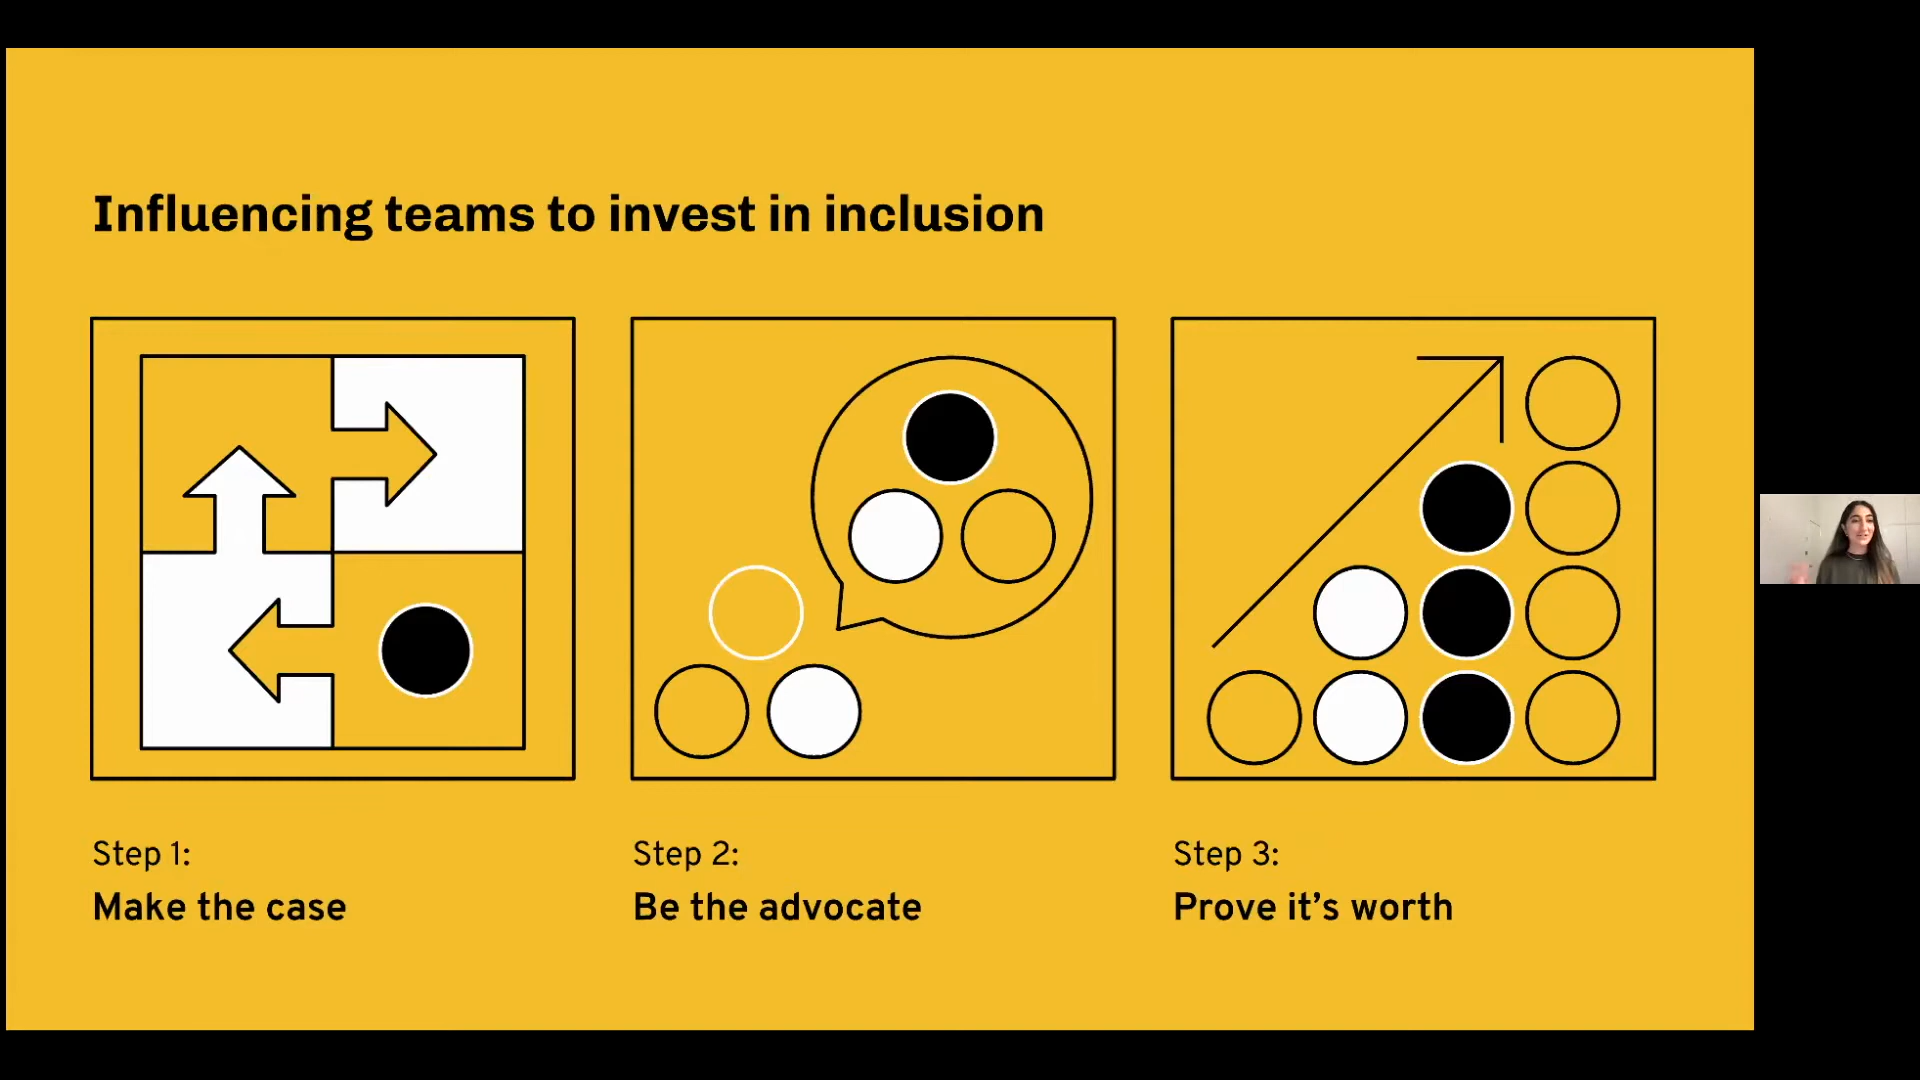 Influencing teams to invest in inclusion
Step 1:
Make the case
Step 2:
Be the advocate
Step 3:
Prove it’s worth